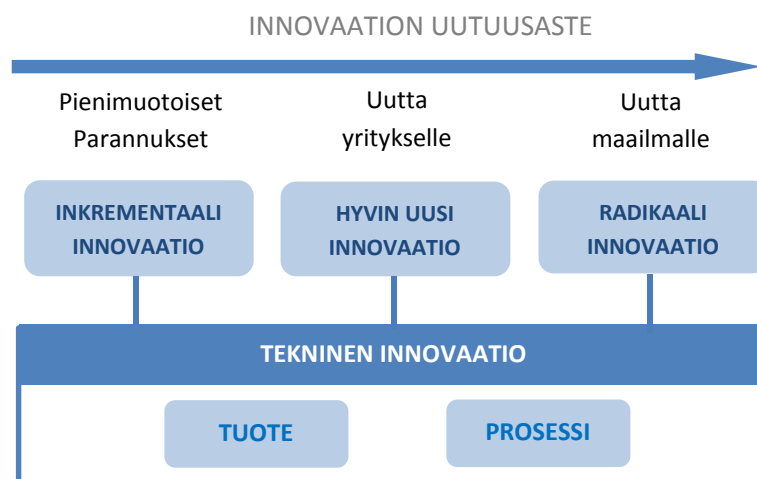 INNOVAATION UUTUUSASTE
Pienimuotoiset
Parannukset
Uutta
yritykselle
Uutta
maailmalle
INKREMENTAALI
INNOVAATIO
HYVIN UUSI
INNOVAATIO
RADIKAALI
INNOVAATIO
TEKNINEN INNOVAATIO
TUOTE
PROSESSI